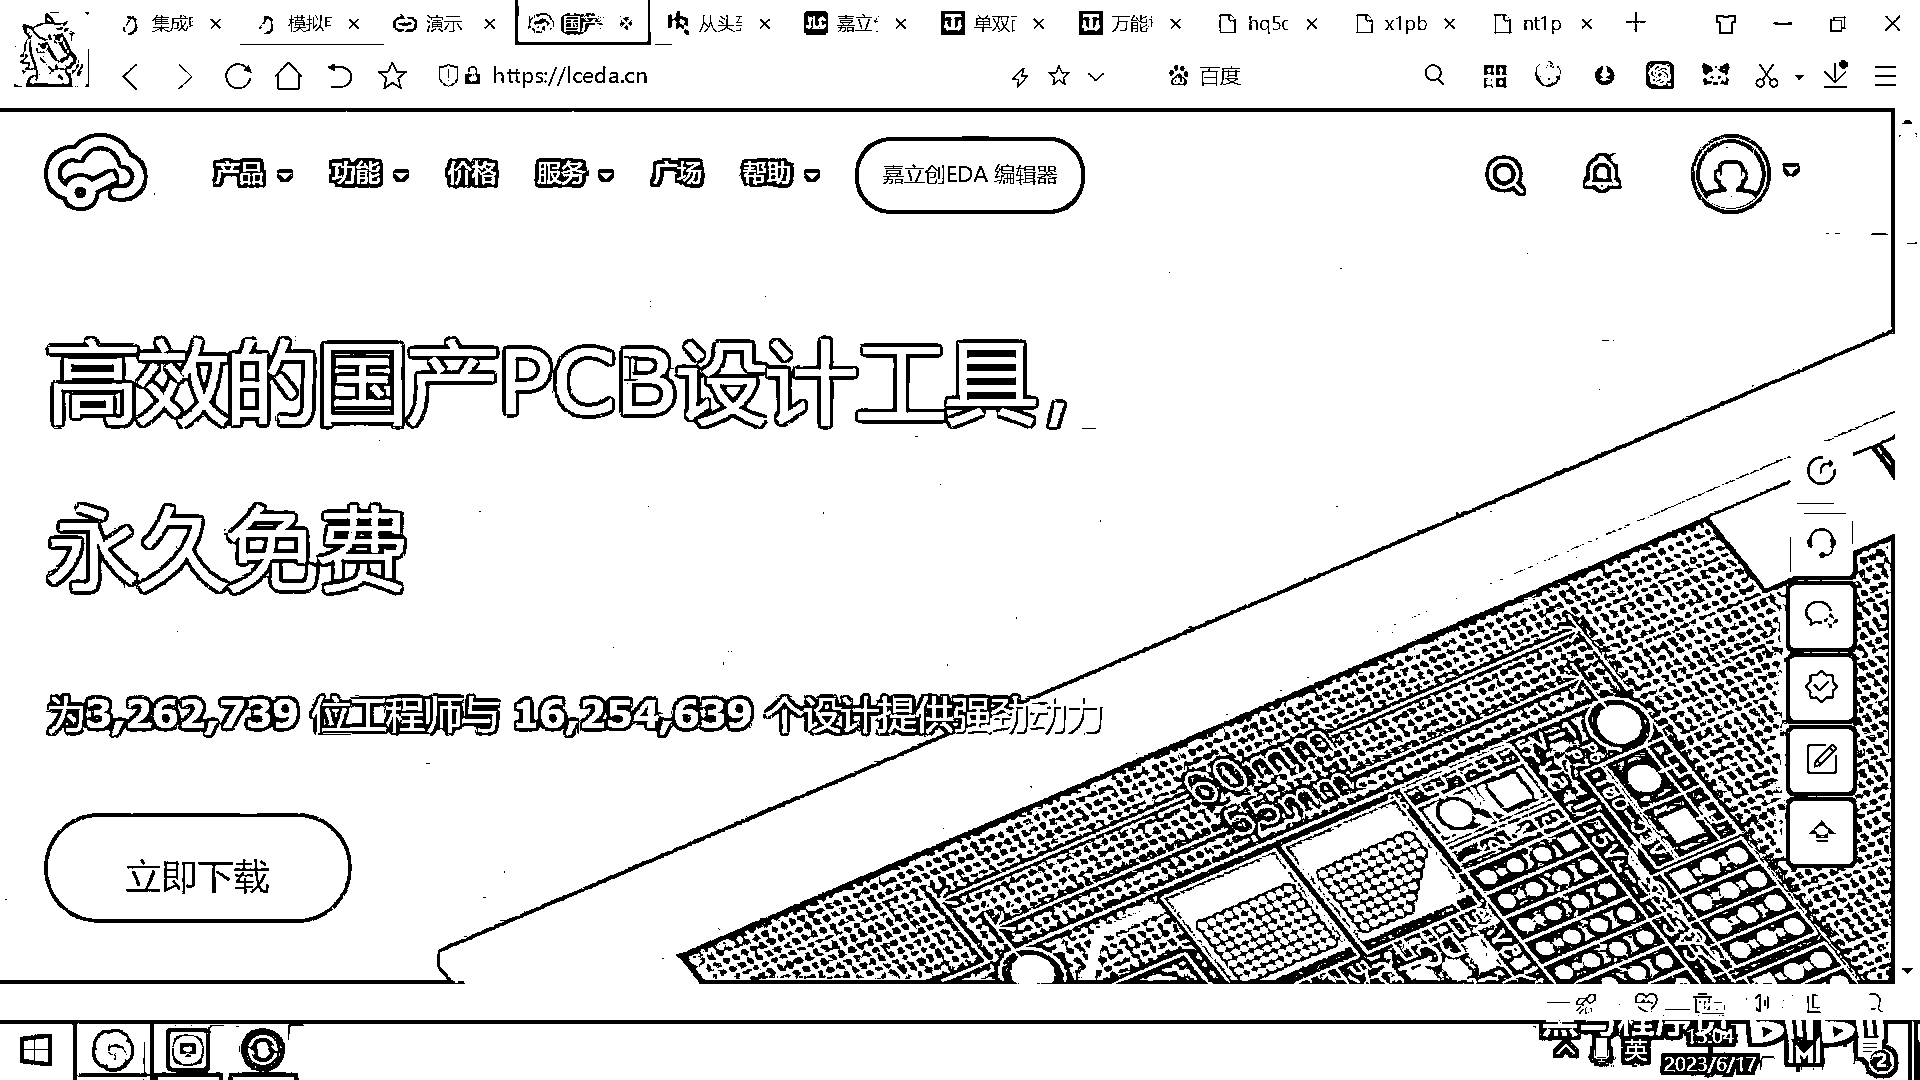 集成 模拟 演示 国产 从头 嘉立 单双 万能 hq5c x1pb nt1p
https://lceda.cn 百度
产品 功能 价格 服务 广场 帮助 嘉立创EDA 编辑器
高效的国产PCB设计工具,
永久免费
为3,262,739 位工程师与 16,254,639 个设计提供强劲动力
60mm
55mm
立即下载
英 15:04
2023/6/17
2